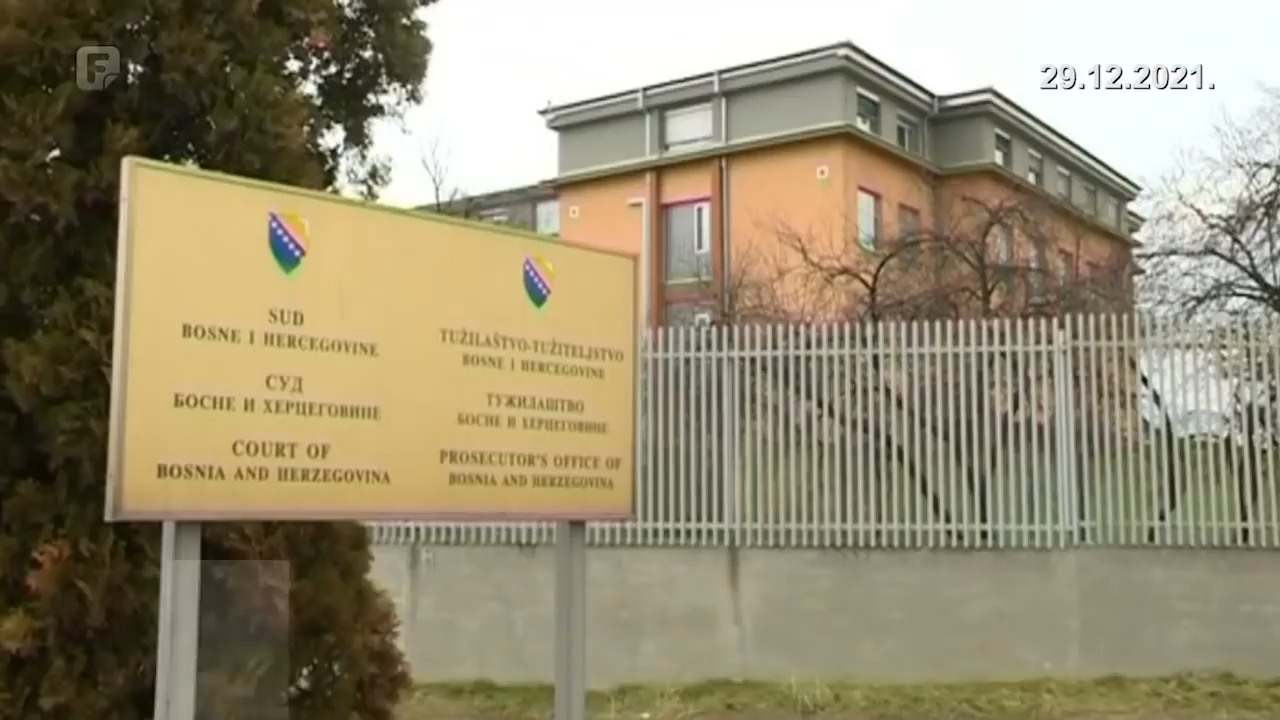 F
29.12.2021.
SUD
BOSNE I HERCEGOVINE
СУД
БОСНЕ И ХЕРЦЕГОВИНЕ
COURT OF
BOSNIA AND HERZEGOVINA
TUŽILAŠTVO-TUŽITELJSTVO
BOSNE I HERCEGOVINE
ТУЖИЛАШТВО
БОСНЕ И ХЕРЦЕГОВИНЕ
PROSECUTOR'S OFFICE OF
BOSNIA AND HERZEGOVINA